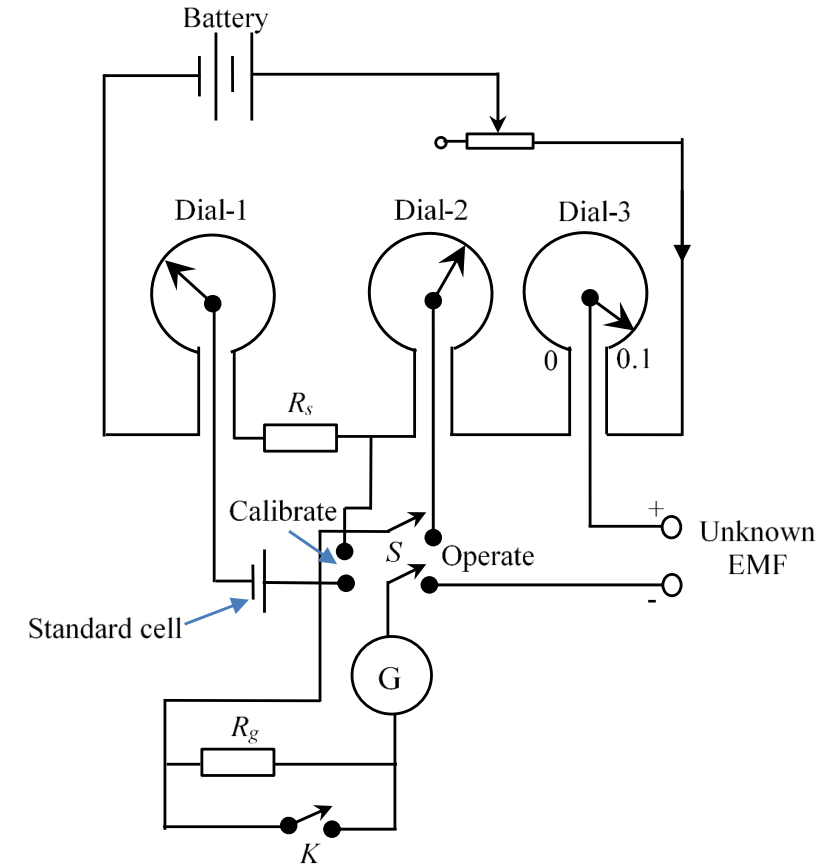 Battery
Dial-1
Dial-2
Dial-3
0
0.1
Rs
Calibrate
S
Operate
+
Unknown
EMF
-
Standard cell
G
Rg
K